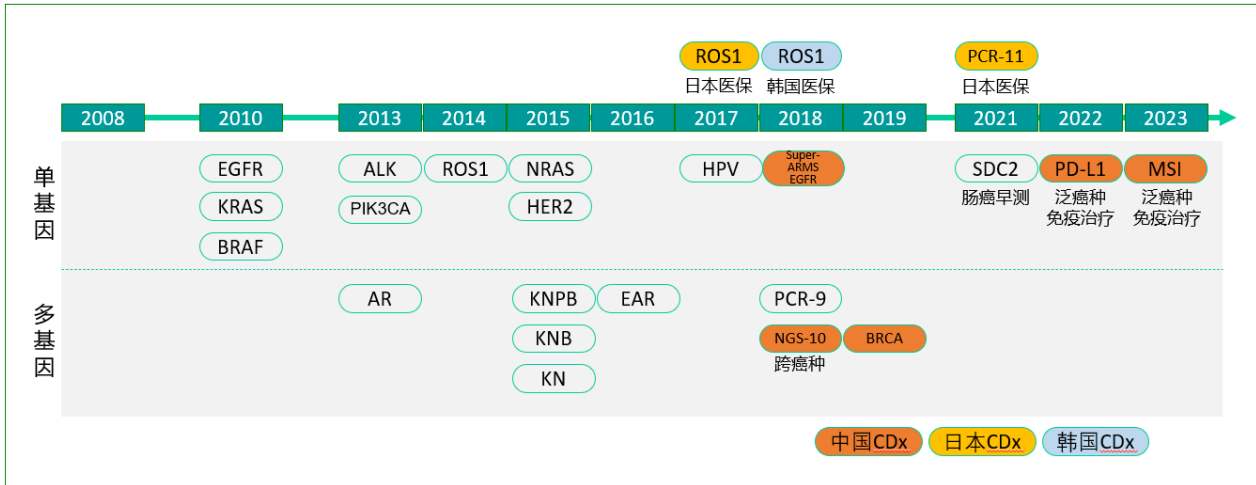 ROS1 ROS1 PCR-11
日本医保 韩国医保 日本医保
2008 2010 2013 2014 2015 2016 2017 2018 2019 2021 2022 2023
单基因
EGFR ALK ROS1 NRAS HPV Super-ARMS EGFR SDC2 PD-L1 MSI
肠癌早测 泛癌种 泛癌种
免疫治疗 免疫治疗
KRAS PIK3CA HER2
BRAF
多基因
AR KNPB EAR PCR-9
KNB NGS-10 BRCA
跨癌种
KN
中国CDx 日本CDx 韩国CDx